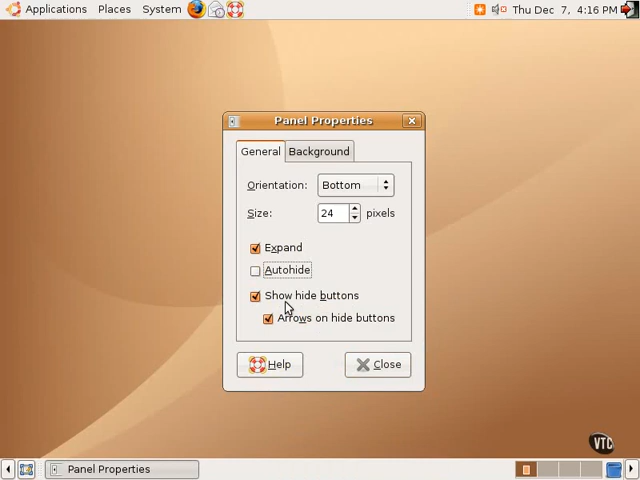 Applications Places System Thu Dec 7, 4:16 PM
Panel Properties
General Background
Orientation: Bottom
Size: 24 pixels
Expand
Autohide
Show hide buttons
Arrows on hide buttons
Help Close
VTC
Panel Properties